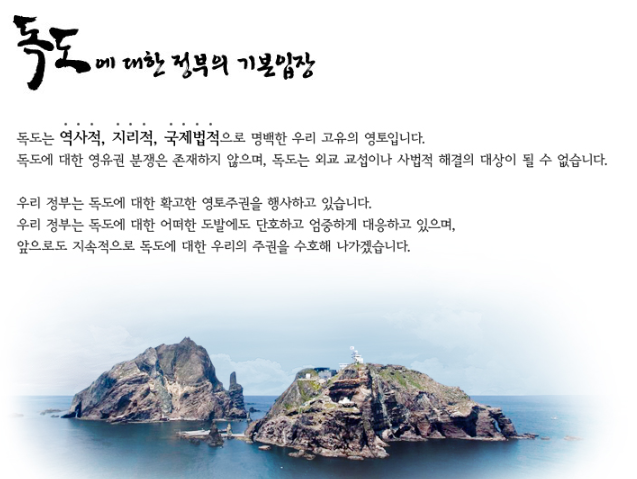 독도에 대한 정부의 기본입장
독도는 역사적, 지리적, 국제법적으로 명백한 우리 고유의 영토입니다.
독도에 대한 영유권 분쟁은 존재하지 않으며, 독도는 외교 교섭이나 사법적 해결의 대상이 될 수 없습니다.
우리 정부는 독도에 대한 확고한 영토주권을 행사하고 있습니다.
우리 정부는 독도에 대한 어떠한 도발에도 단호하고 엄중하게 대응하고 있으며,
앞으로도 지속적으로 독도에 대한 우리의 주권을 수호해 나가겠습니다.